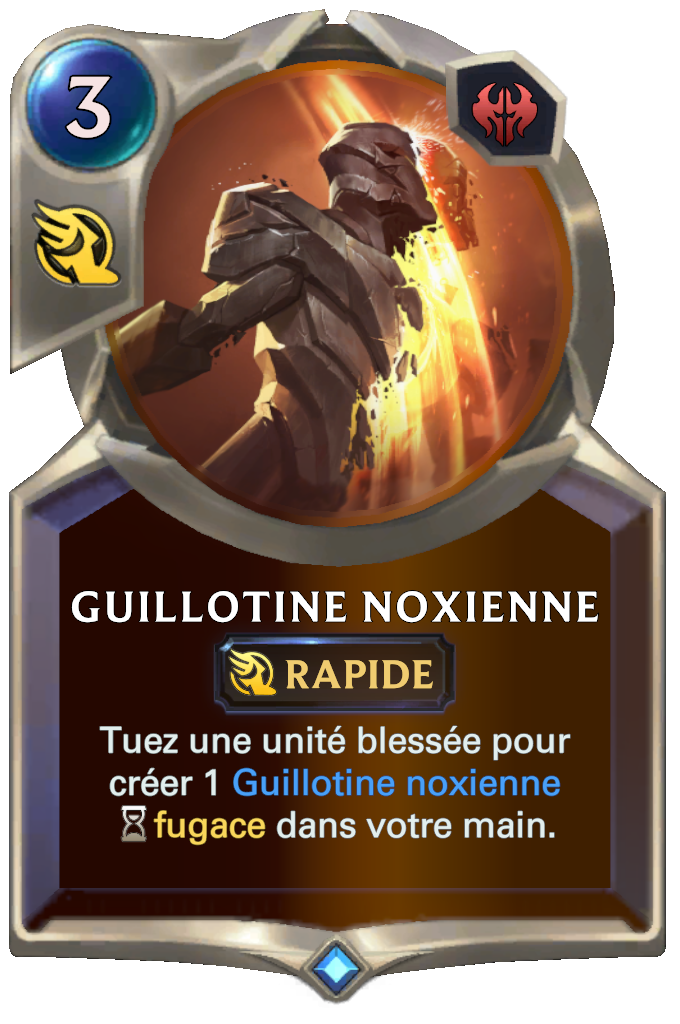 3
GUILLOTINE NOXIENNE
RAPIDE
Tuez une unité blessée pour
créer 1 Guillotine noxienne
fugace dans votre main.